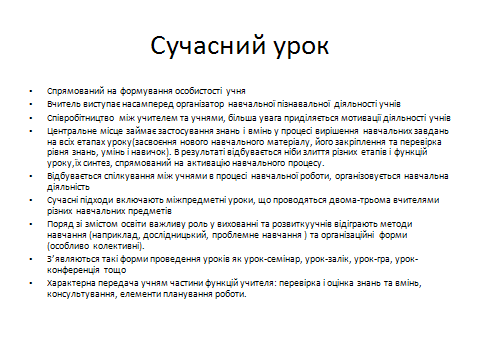 Сучасний урок
• Спрямований на формування особистості учня
• Вчитель виступає насамперед організатор навчальної пізнавальної діяльності учнів
• Співробітництво між учителем та учнями, більша увага приділяється мотивації діяльності учнів
• Центральне місце займає застосування знань і вмінь у процесі вирішення навчальних завдань
на всіх етапах уроку(засвоєння нового навчального матеріалу, його закріплення та перевірка
рівня знань, умінь і навичок). В результаті відбувається ніби злиття різних етапів і функцій
уроку,їх синтез, спрямований на активацію навчального процесу.
• Відбувається спілкування між учнями в процесі навчальної роботи, організовується навчальна
діяльність
• Сучасні підходи включають міжпредметні уроки, що проводяться двома-трьома вчителями
різних навчальних предметів
• Поряд зі змістом освіти важливу роль у вихованні та розвиткуучнів відіграють методи
навчання (наприклад, дослідницький, проблемне навчання ) та організаційні форми
(особливо колективні).
• З’являються такі форми проведення уроків як урок-семінар, урок-залік, урок-гра, урок-
конференція тощо
• Характерна передача учням частини функцій учителя: перевірка і оцінка знань та вмінь,
консультування, елементи планування роботи.